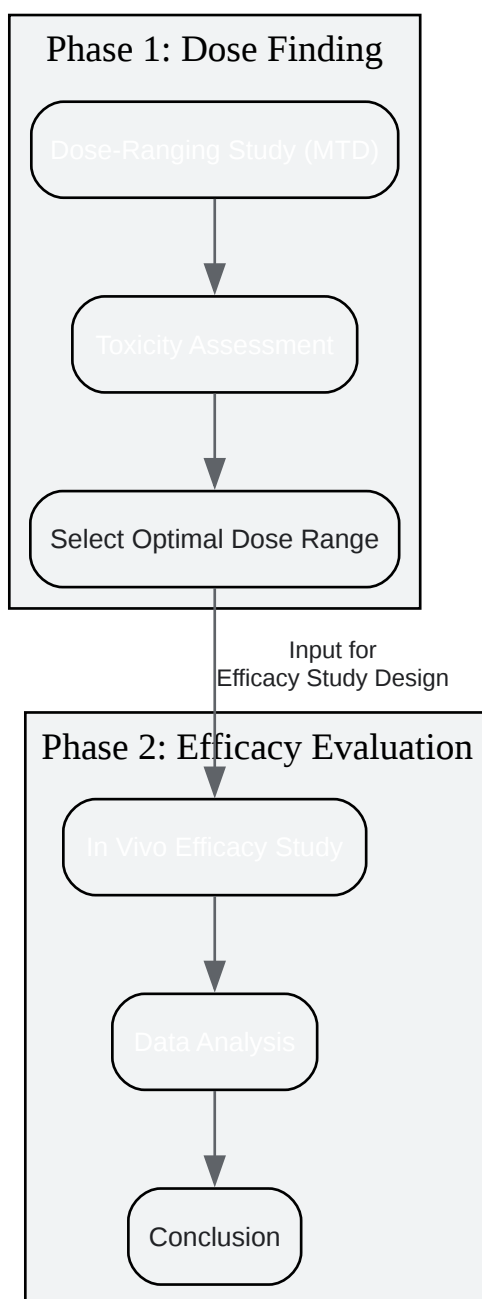 Phase 1: Dose Finding
Dose-Ranging Study (MTD)
Toxicity Assessment
Select Optimal Dose Range
Input for
Efficacy Study Design
Phase 2: Efficacy Evaluation
In Vivo Efficacy Study
Data Analysis
Conclusion